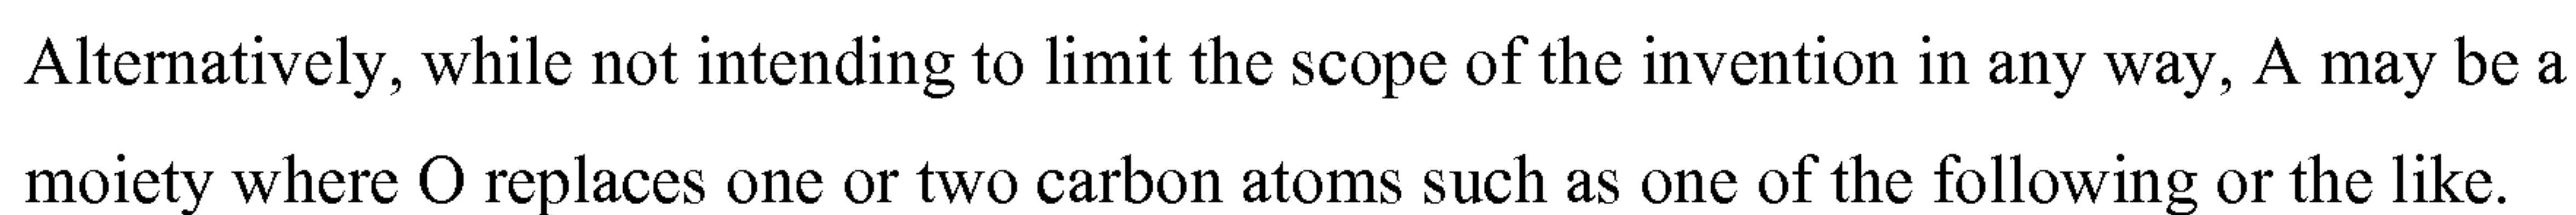 Alternatively, while not intending to limit the scope of the invention in any way, A may be a
moiety where O replaces one or two carbon atoms such as one of the following or the like.